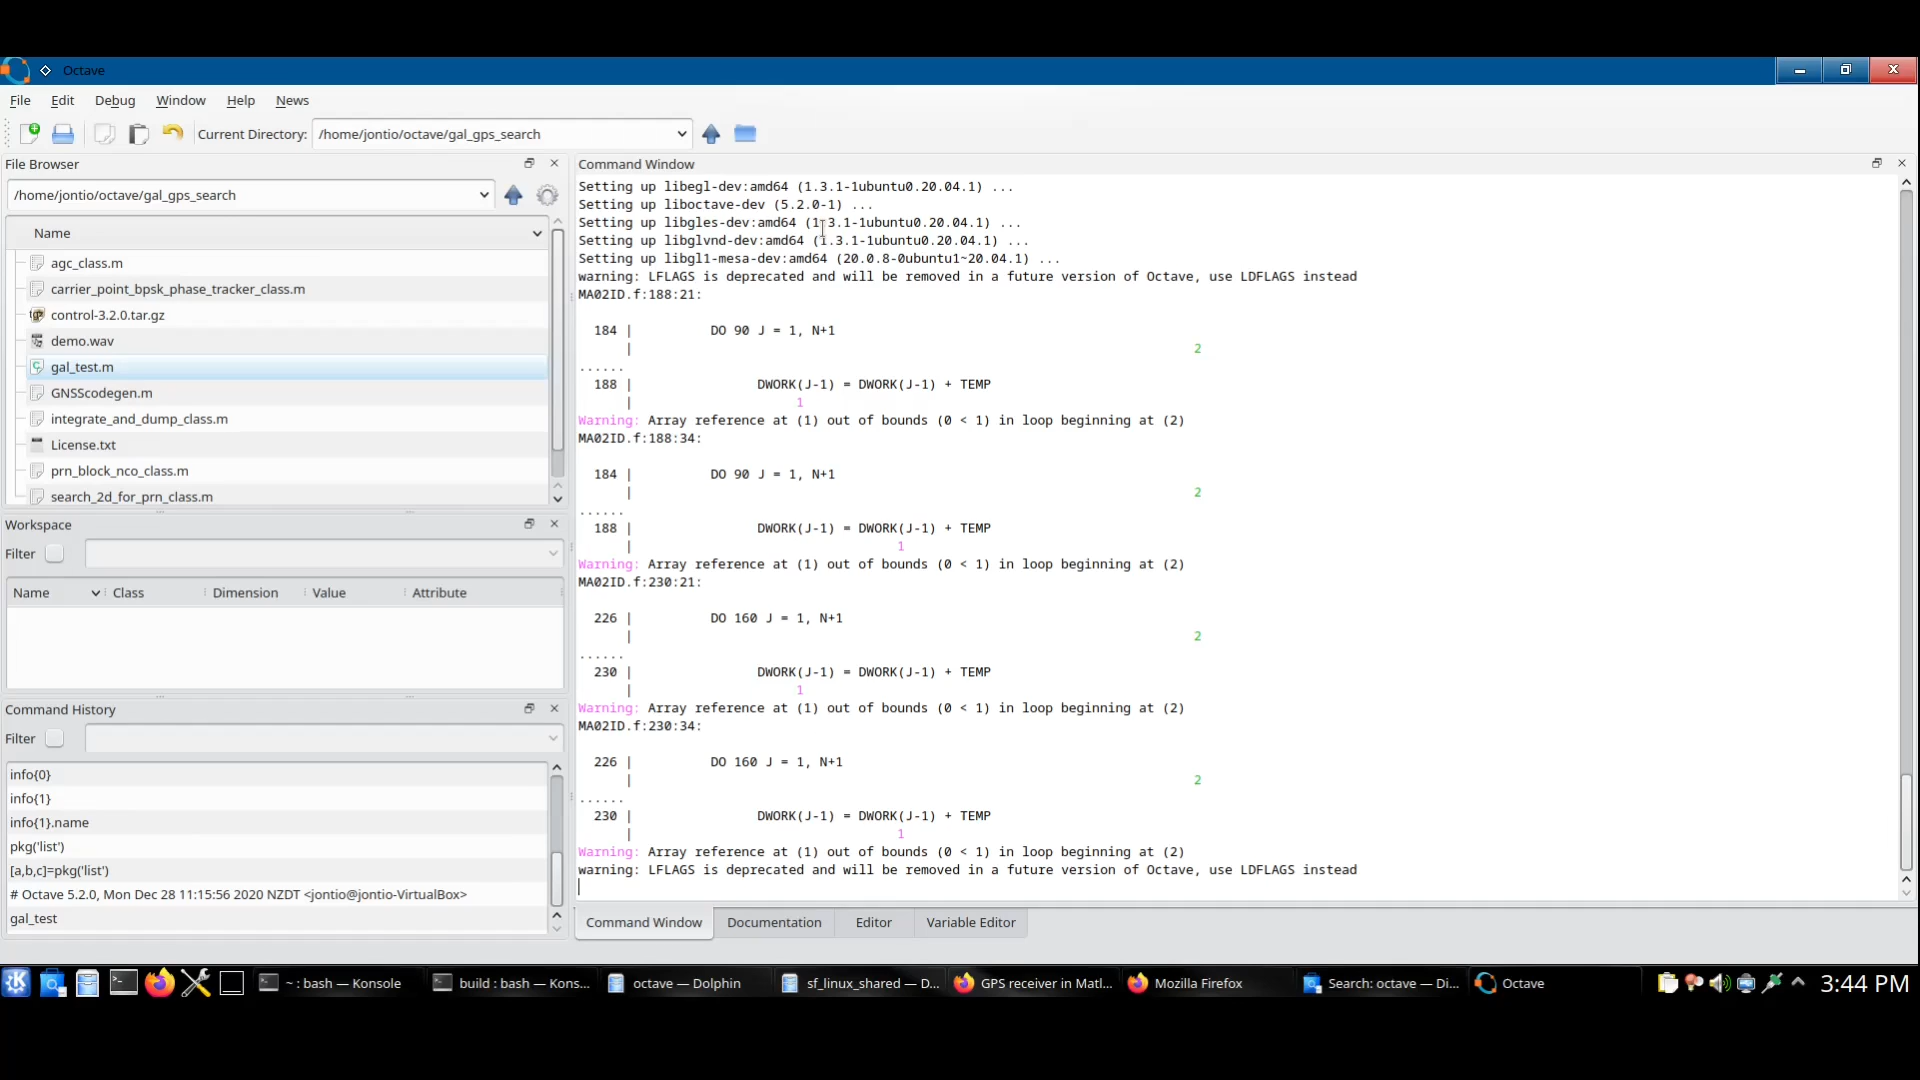 Octave
File Edit Debug Window Help News
Current Directory: /home/jontio/octave/gal_gps_search
File Browser
/home/jontio/octave/gal_gps_search
Name
agc_class.m
carrier_point_bpsk_phase_tracker_class.m
control-3.2.0.tar.gz
demo.wav
gal_test.m
GNSScodegen.m
integrate_and_dump_class.m
License.txt
prn_block_nco_class.m
search_2d_for_prn_class.m
Workspace
Filter
Name Class Dimension Value Attribute
Command History
Filter
info{0}
info{1}
info{1}.name
pkg('list')
[a,b,c]=pkg('list')
# Octave 5.2.0, Mon Dec 28 11:15:56 2020 NZDT <jontio@jontio-VirtualBox>
gal_test
Command Window
Setting up libegl-dev:amd64 (1.3.1-1ubuntu0.20.04.1) ...
Setting up liboctave-dev (5.2.0-1) ...
Setting up libgles-dev:amd64 (1.3.1-1ubuntu0.20.04.1) ...
Setting up libglvnd-dev:amd64 (1.3.1-1ubuntu0.20.04.1) ...
Setting up libgl1-mesa-dev:amd64 (20.0.8-0ubuntu1~20.04.1) ...
warning: LFLAGS is deprecated and will be removed in a future version of Octave, use LDFLAGS instead
MA02ID.f:188:21:
184 | DO 90 J = 1, N+1
| 2
......
188 | DWORK(J-1) = DWORK(J-1) + TEMP
| 1
Warning: Array reference at (1) out of bounds (0 < 1) in loop beginning at (2)
MA02ID.f:188:34:
184 | DO 90 J = 1, N+1
| 2
......
188 | DWORK(J-1) = DWORK(J-1) + TEMP
| 1
Warning: Array reference at (1) out of bounds (0 < 1) in loop beginning at (2)
MA02ID.f:230:21:
226 | DO 160 J = 1, N+1
| 2
......
230 | DWORK(J-1) = DWORK(J-1) + TEMP
| 1
Warning: Array reference at (1) out of bounds (0 < 1) in loop beginning at (2)
MA02ID.f:230:34:
226 | DO 160 J = 1, N+1
| 2
......
230 | DWORK(J-1) = DWORK(J-1) + TEMP
| 1
Warning: Array reference at (1) out of bounds (0 < 1) in loop beginning at (2)
warning: LFLAGS is deprecated and will be removed in a future version of Octave, use LDFLAGS instead
Command Window Documentation Editor Variable Editor
~ : bash — Konsole build : bash — Kons... octave — Dolphin sf_linux_shared — D... GPS receiver in Matl... Mozilla Firefox Search: octave — Di... Octave 3:44 PM